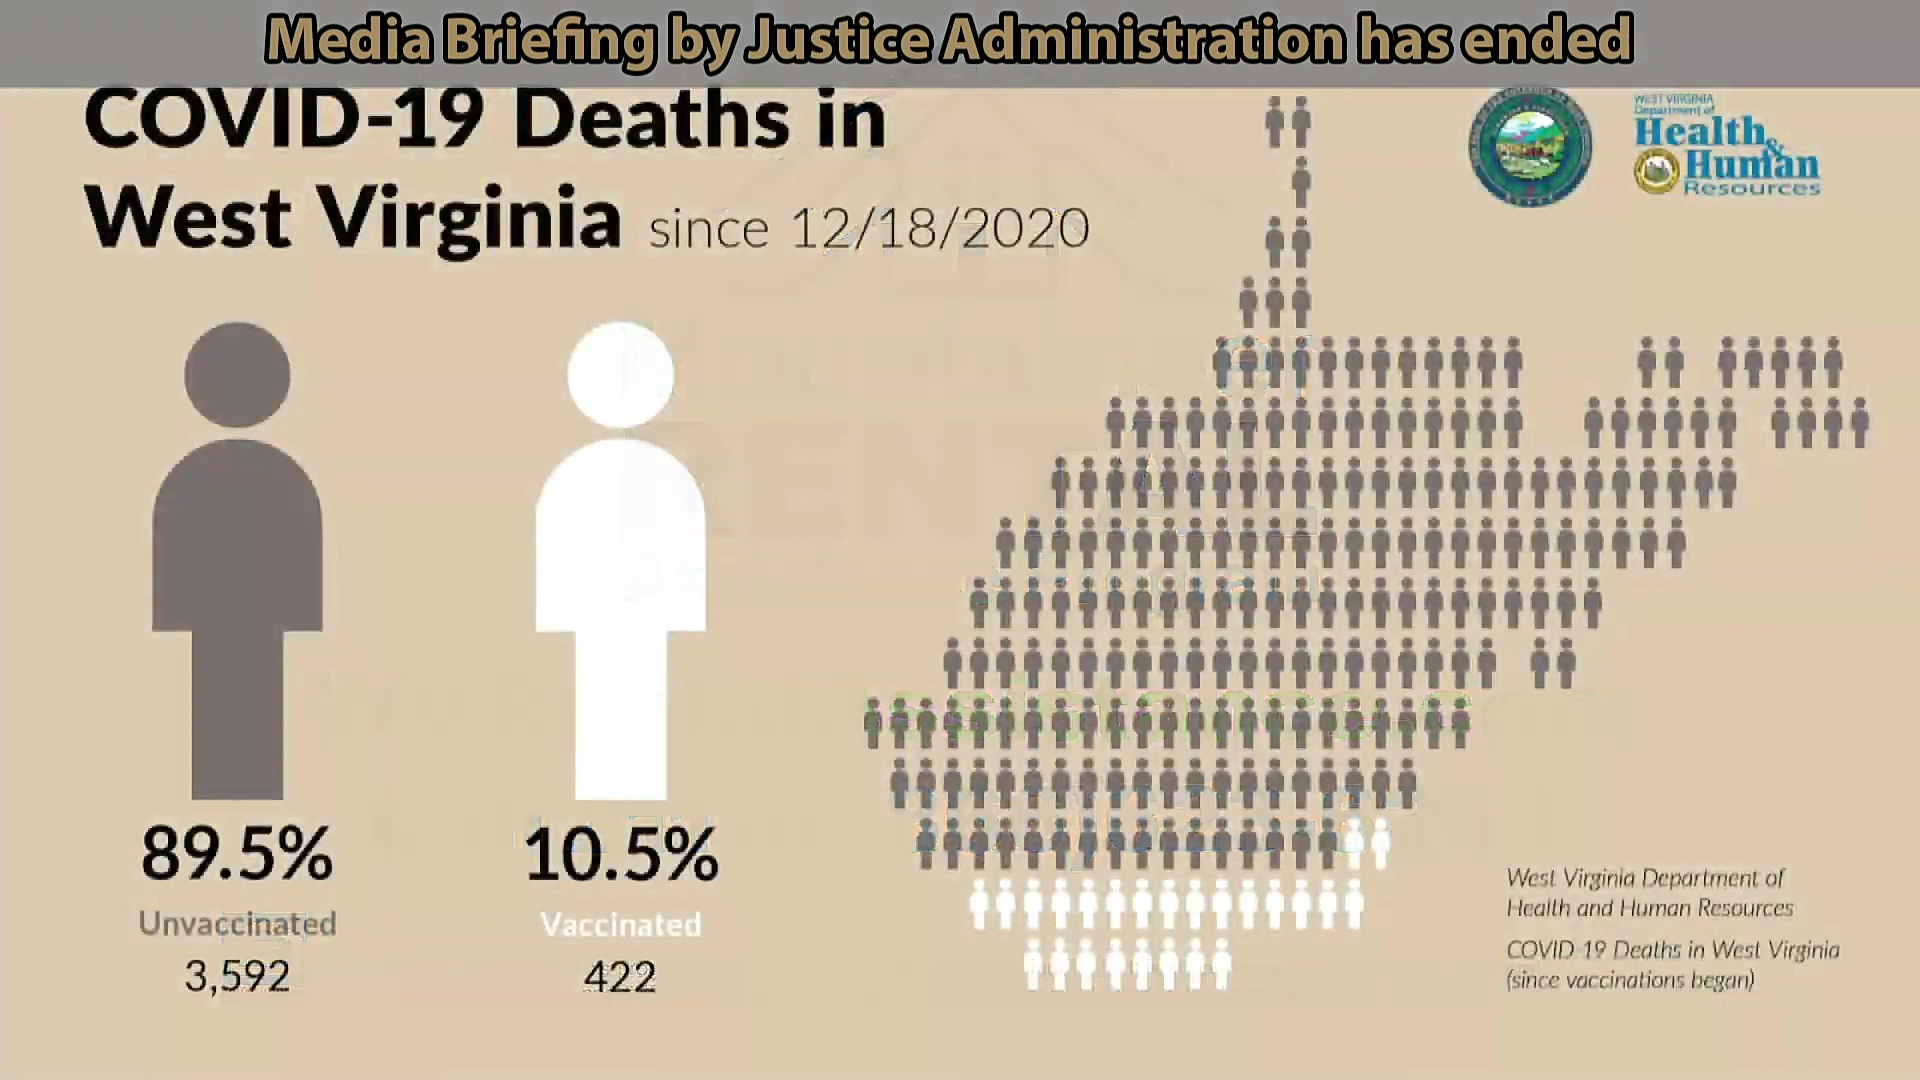 Media Briefing by Justice Administration has ended
COVID-19 Deaths in
West Virginia since 12/18/2020
WEST VIRGINIA
Department of
Health &
Human
Resources
89.5%
Unvaccinated
3,592
10.5%
Vaccinated
422
West Virginia Department of
Health and Human Resources
COVID 19 Deaths in West Virginia
(since vaccinations began)